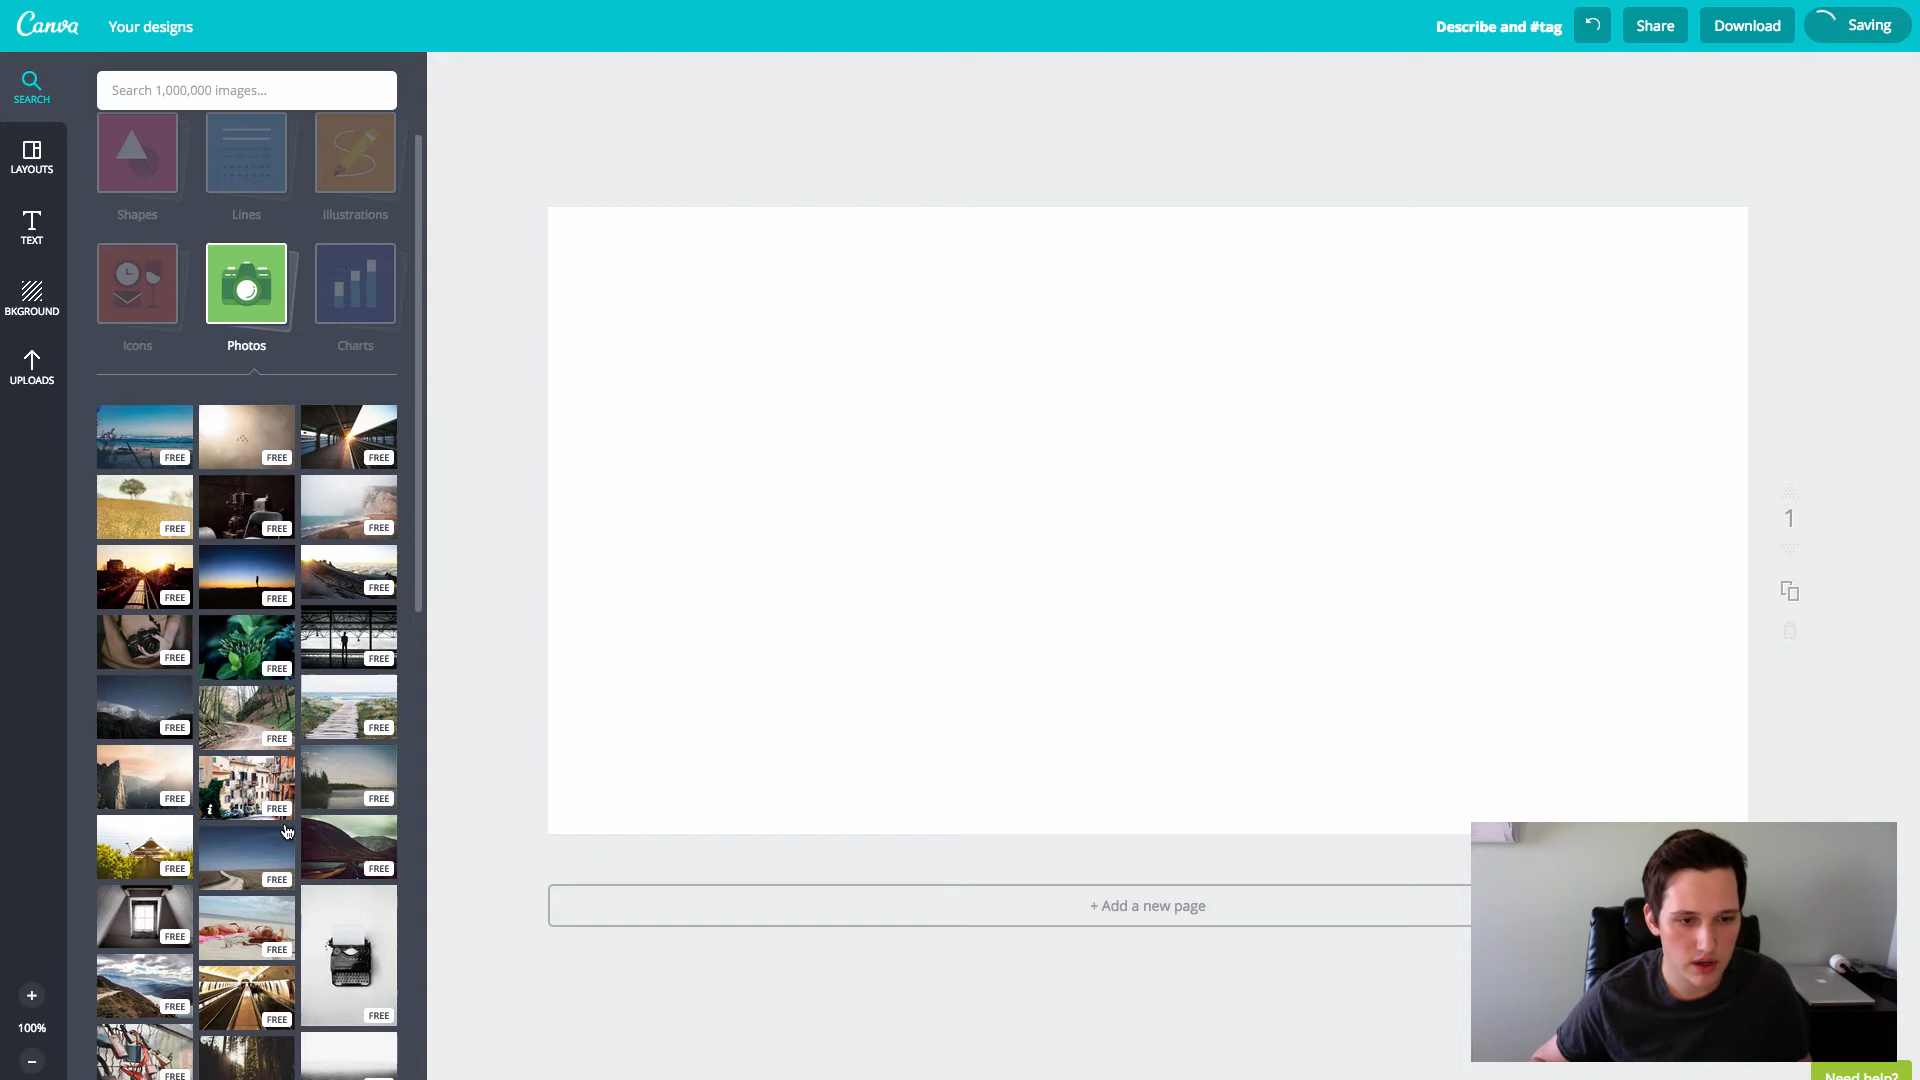 Canva
Your designs
Describe and #tag
Share
Download
Saving
SEARCH
Search 1,000,000 images...
LAYOUTS
TEXT
BKGROUND
UPLOADS
Shapes
Lines
Illustrations
Icons
Photos
Charts
FREE FREE FREE
FREE FREE FREE
FREE FREE FREE
FREE FREE FREE
FREE FREE FREE
FREE FREE FREE
FREE FREE FREE
FREE FREE
FREE FREE FREE
FREE
1
+ Add a new page
+
100%
−
Need help?